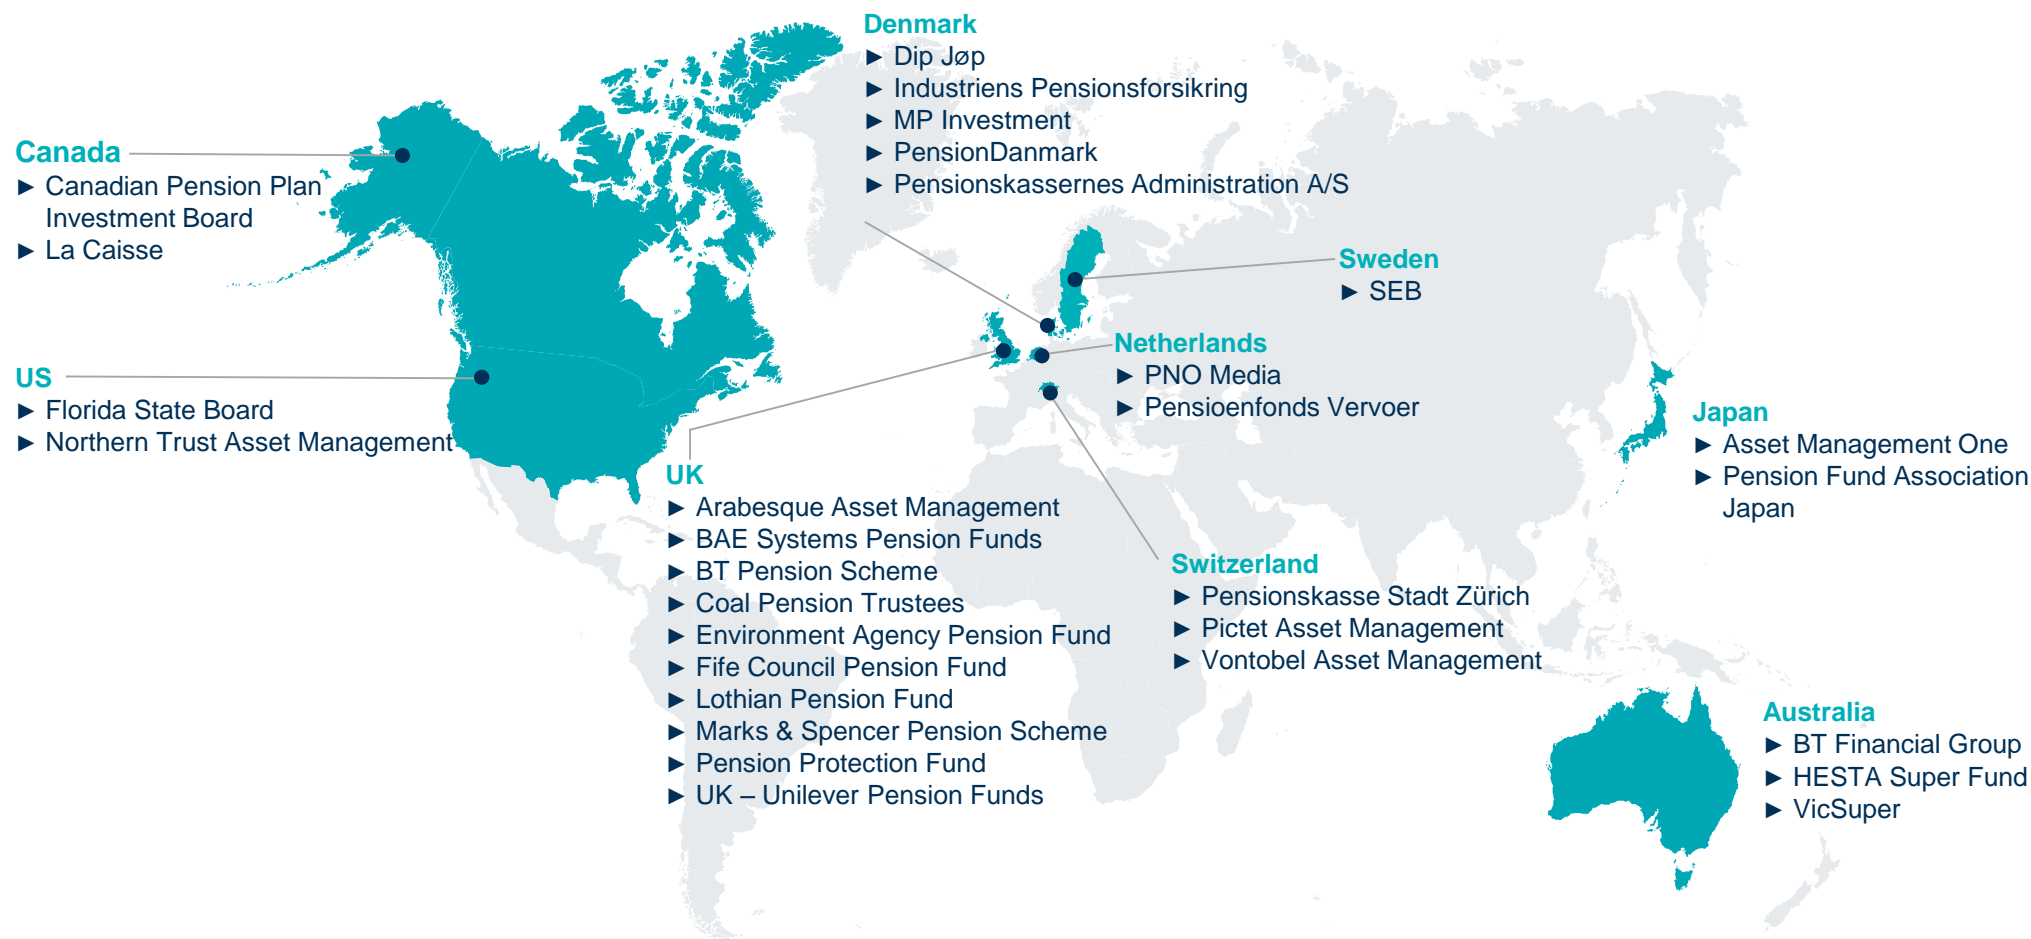 Denmark
► Dip Jøp
► Industriens Pensionsforsikring
► MP Investment
► PensionDanmark
► Pensionskassernes Administration A/S
Canada
► Canadian Pension Plan
Investment Board
► La Caisse
Sweden
► SEB
US
► Florida State Board
► Northern Trust Asset Management
Netherlands
► PNO Media
► Pensioenfonds Vervoer
Japan
► Asset Management One
► Pension Fund Association
Japan
UK
► Arabesque Asset Management
► BAE Systems Pension Funds
► BT Pension Scheme
► Coal Pension Trustees
► Environment Agency Pension Fund
► Fife Council Pension Fund
► Lothian Pension Fund
► Marks & Spencer Pension Scheme
► Pension Protection Fund
► UK – Unilever Pension Funds
Switzerland
► Pensionskasse Stadt Zürich
► Pictet Asset Management
► Vontobel Asset Management
Australia
► BT Financial Group
► HESTA Super Fund
► VicSuper